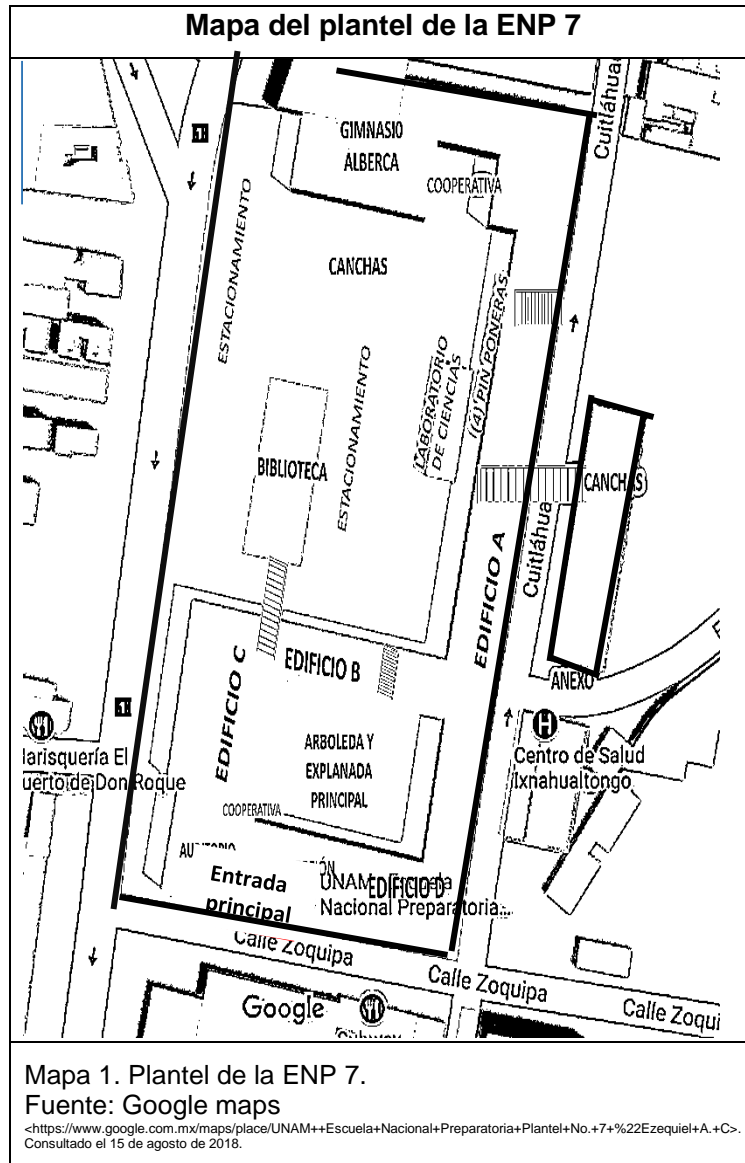 Mapa del plantel de la ENP 7
Cuitláhuac
GIMNASIO
ALBERCA
COOPERATIVA
ESTACIONAMIENTO
CANCHAS
LABORATORIO
DE CIENCIAS
((4) PIN PONERAS
ESTACIONAMIENTO
BIBLIOTECA
CANCHAS
Cuitláhua
EDIFICIO A
EDIFICIO B
EDIFICIO C
ANEXO
ARBOLEDA Y
EXPLANADA
PRINCIPAL
H
Centro de Salud
Ixnahualtongo
larisquería El
uerto de Don Roque
COOPERATIVA
Entrada
principal
UNAM
EDIFICIO D
Nacional Preparatoria...
Calle Zoquipa
Calle Zoquipa
Calle Zoqui
Google
Mapa 1. Plantel de la ENP 7.
Fuente: Google maps
<https://www.google.com.mx/maps/place/UNAM++Escuela+Nacional+Preparatoria+Plantel+No.+7+%22Ezequiel+A.+C>.
Consultado el 15 de agosto de 2018.